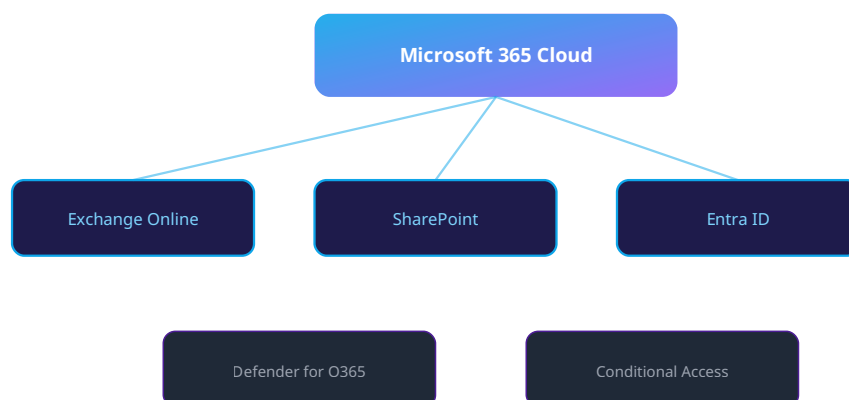 Microsoft 365 Cloud
Exchange Online
SharePoint
Entra ID
Defender for O365
Conditional Access